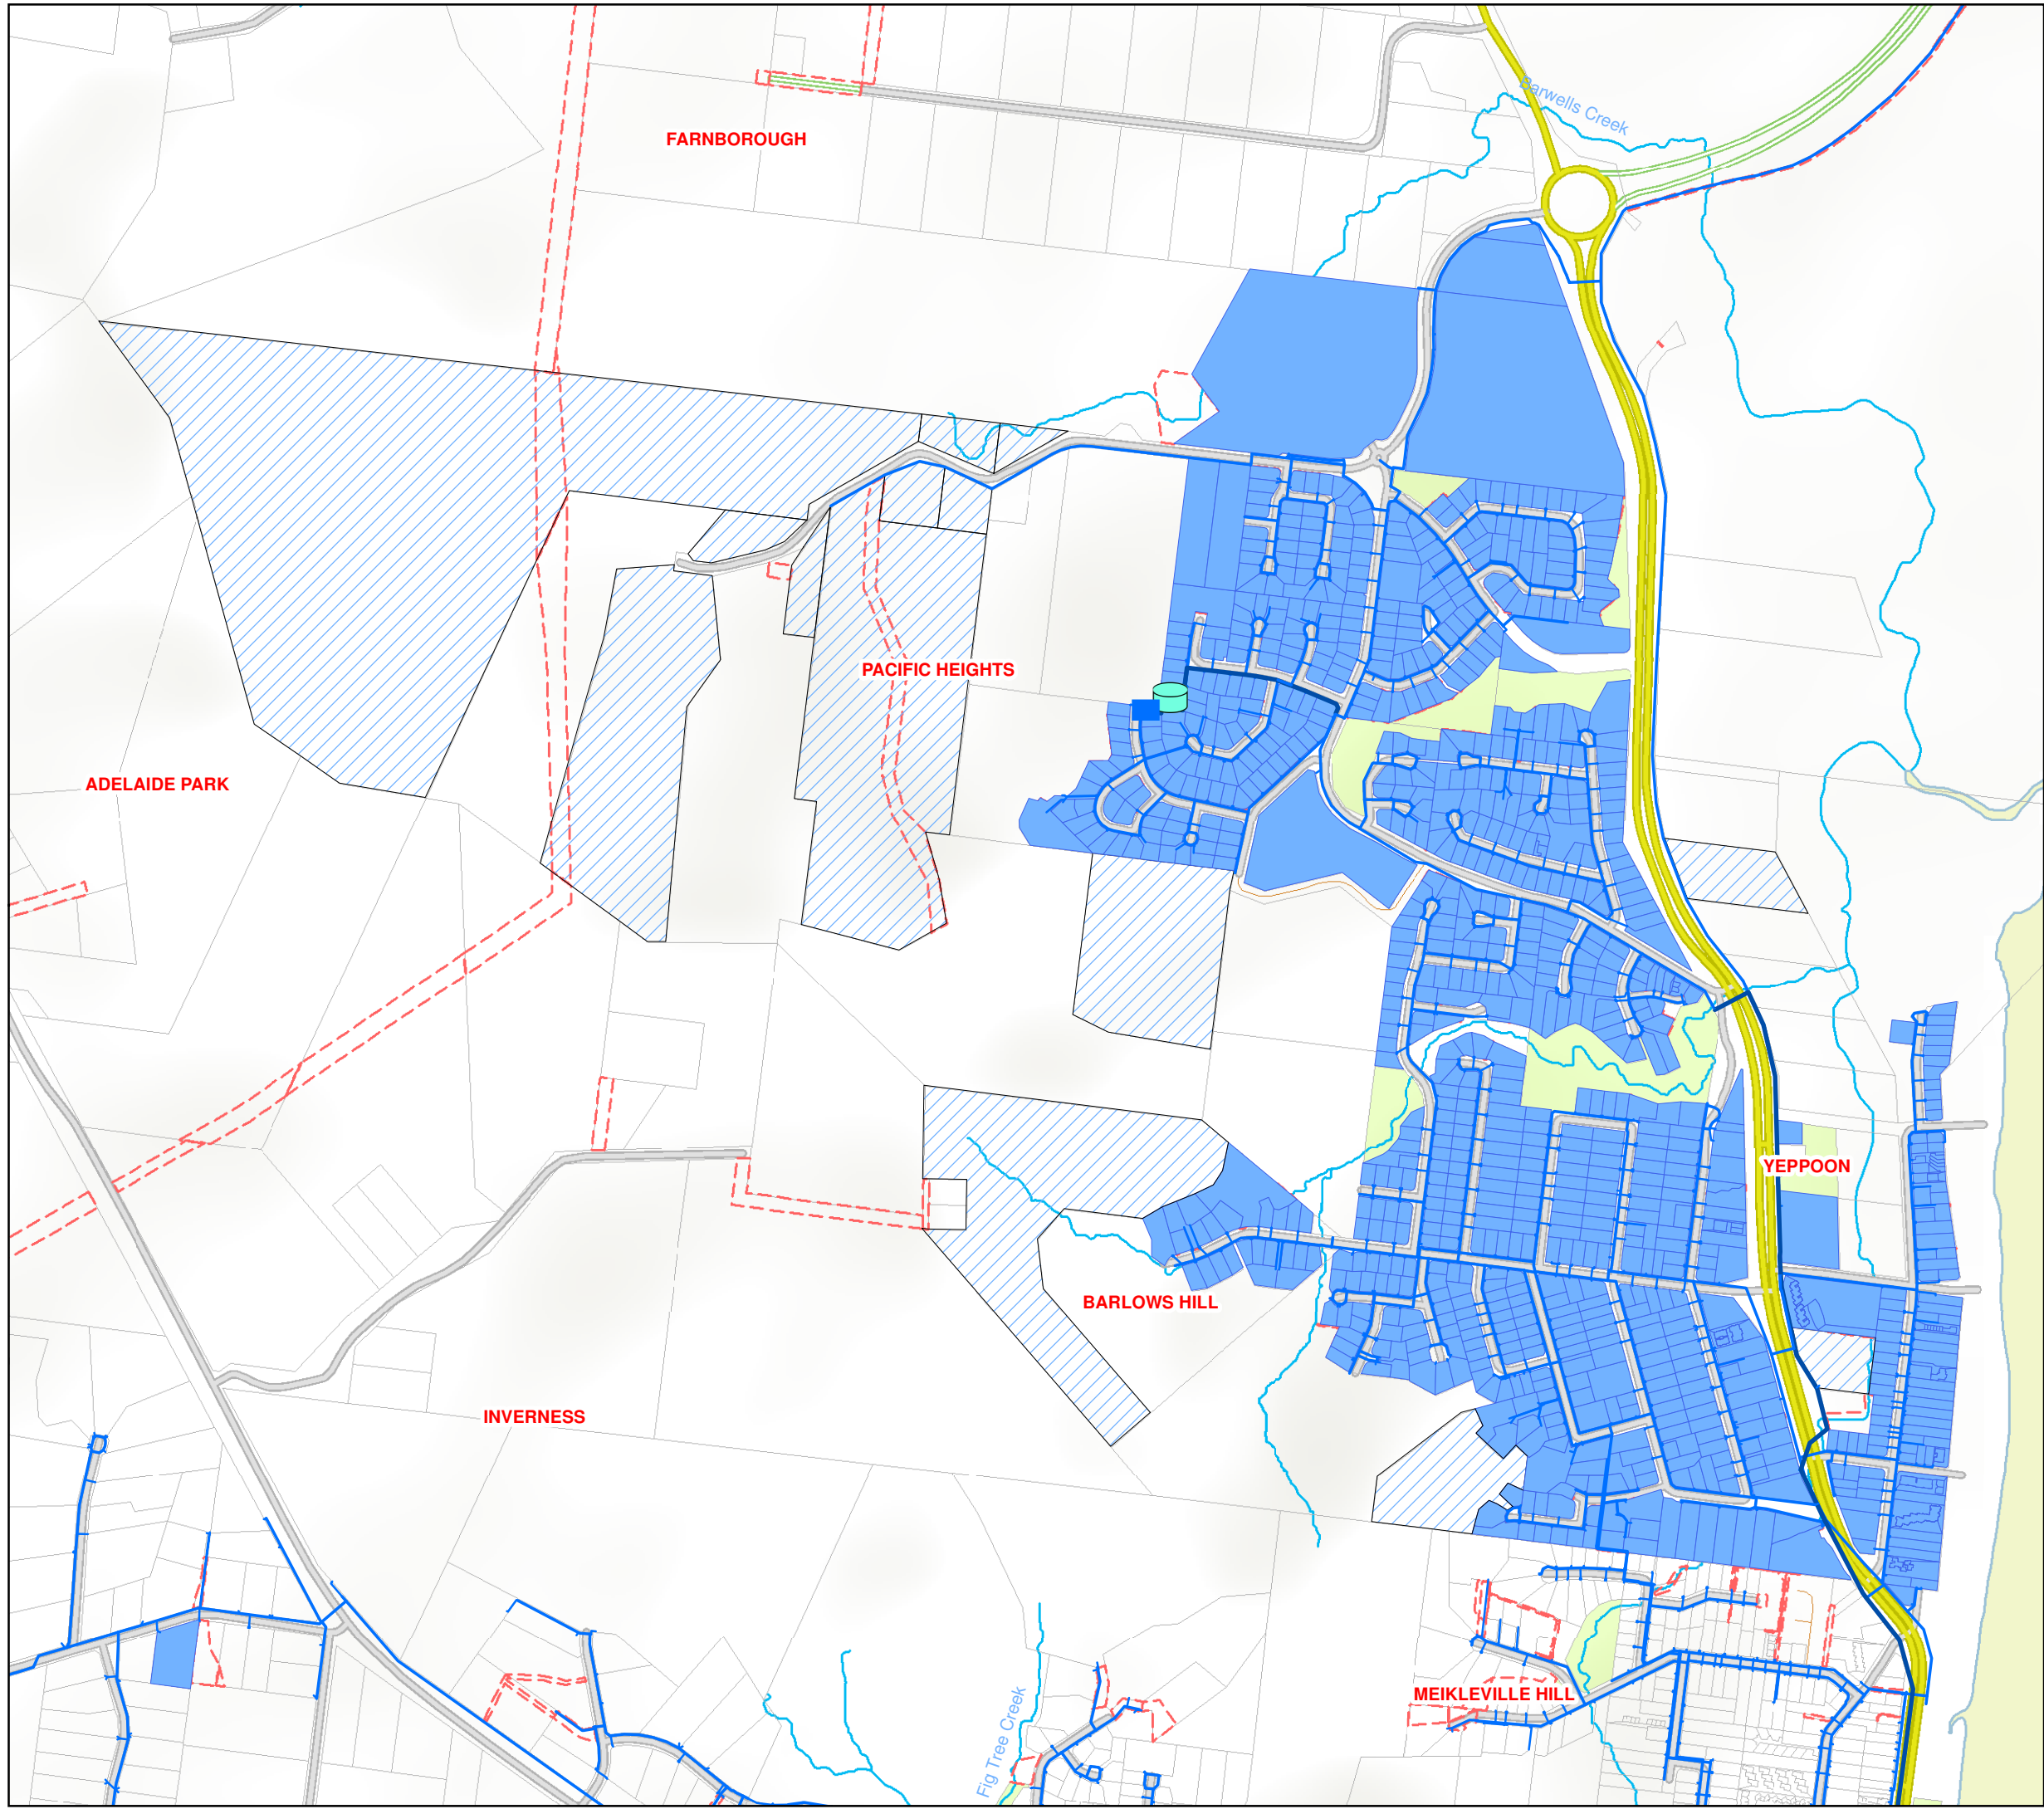 Barwells Creek
FARNBOROUGH
PACIFIC HEIGHTS
ADELAIDE PARK
YEPPOON
BARLOWS HILL
INVERNESS
MEIKLEVILLE HILL
Fig Tree Creek